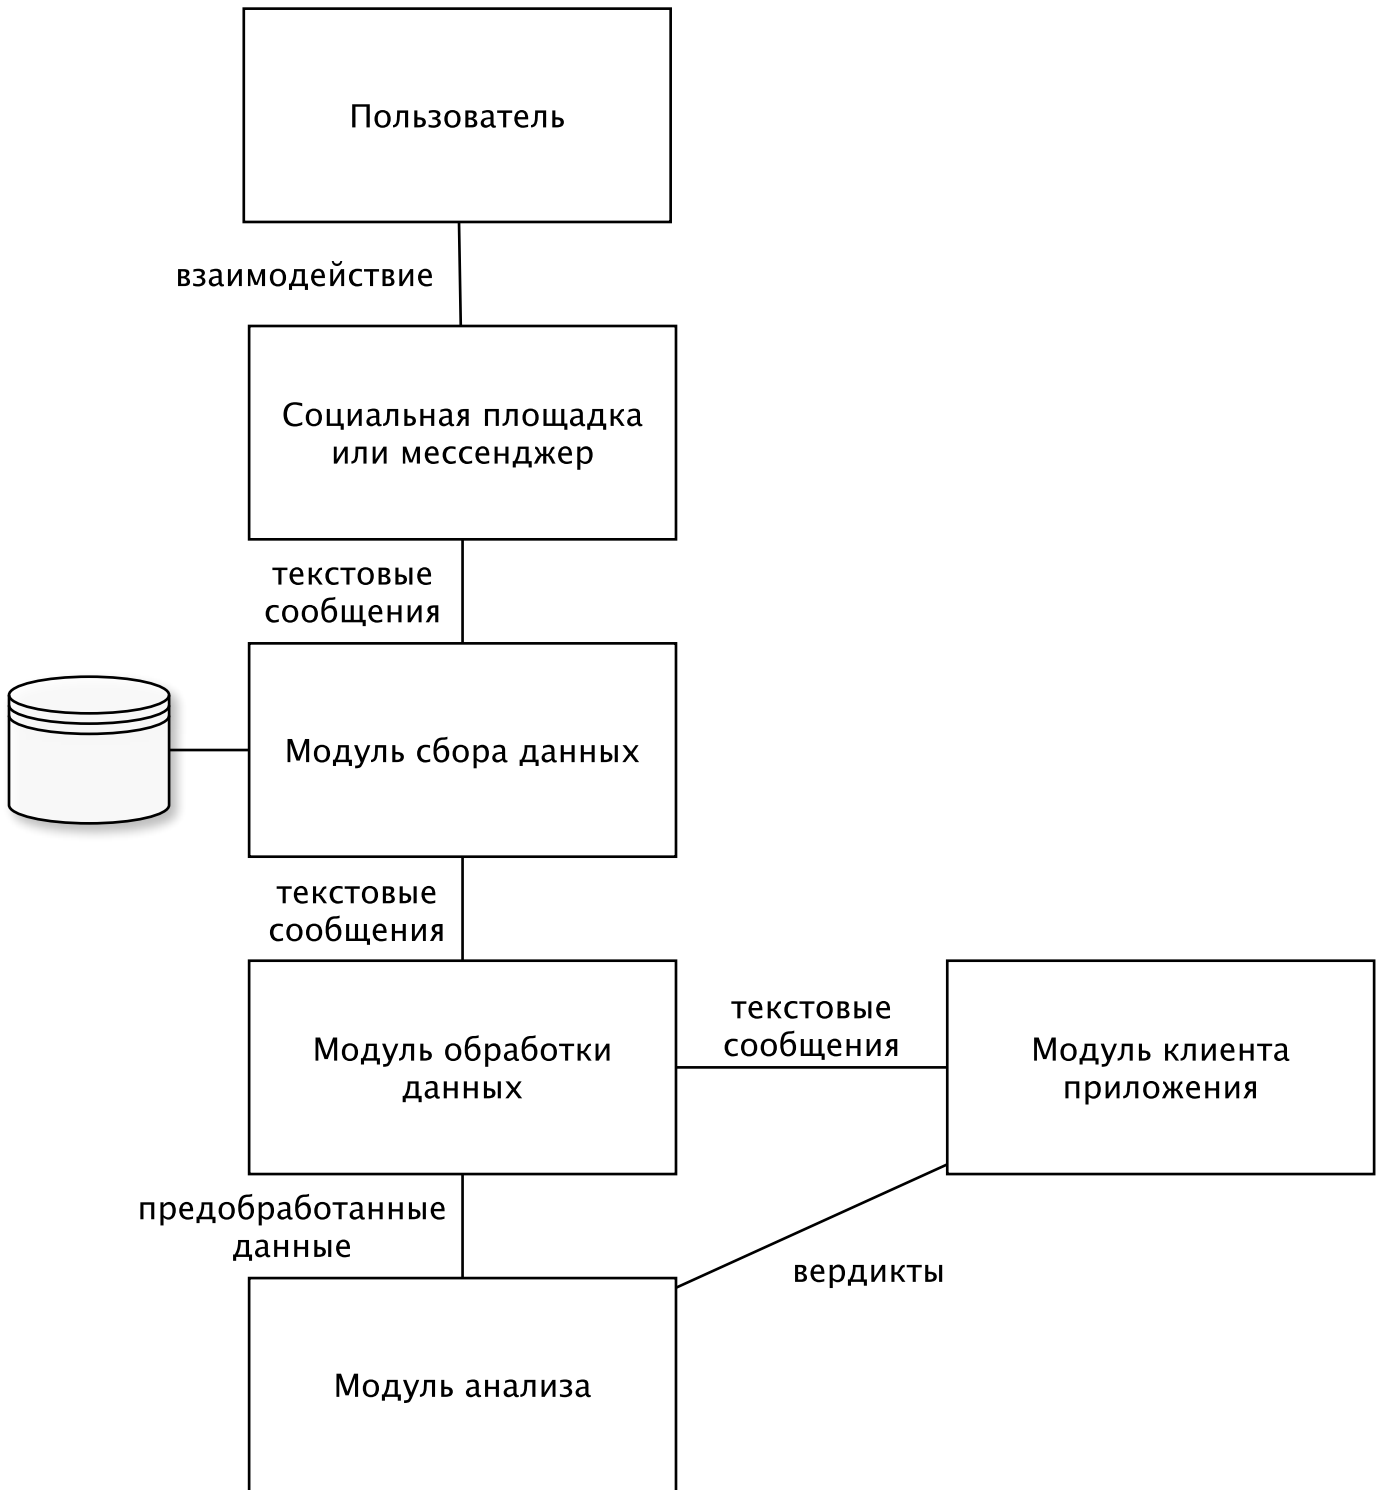 Пользователь
взаимодействие
Социальная площадка
или мессенджер
текстовые
сообщения
Модуль сбора данных
текстовые
сообщения
Модуль обработки
данных
текстовые
сообщения
Модуль клиента
приложения
предобработанные
данные
вердикты
Модуль анализа